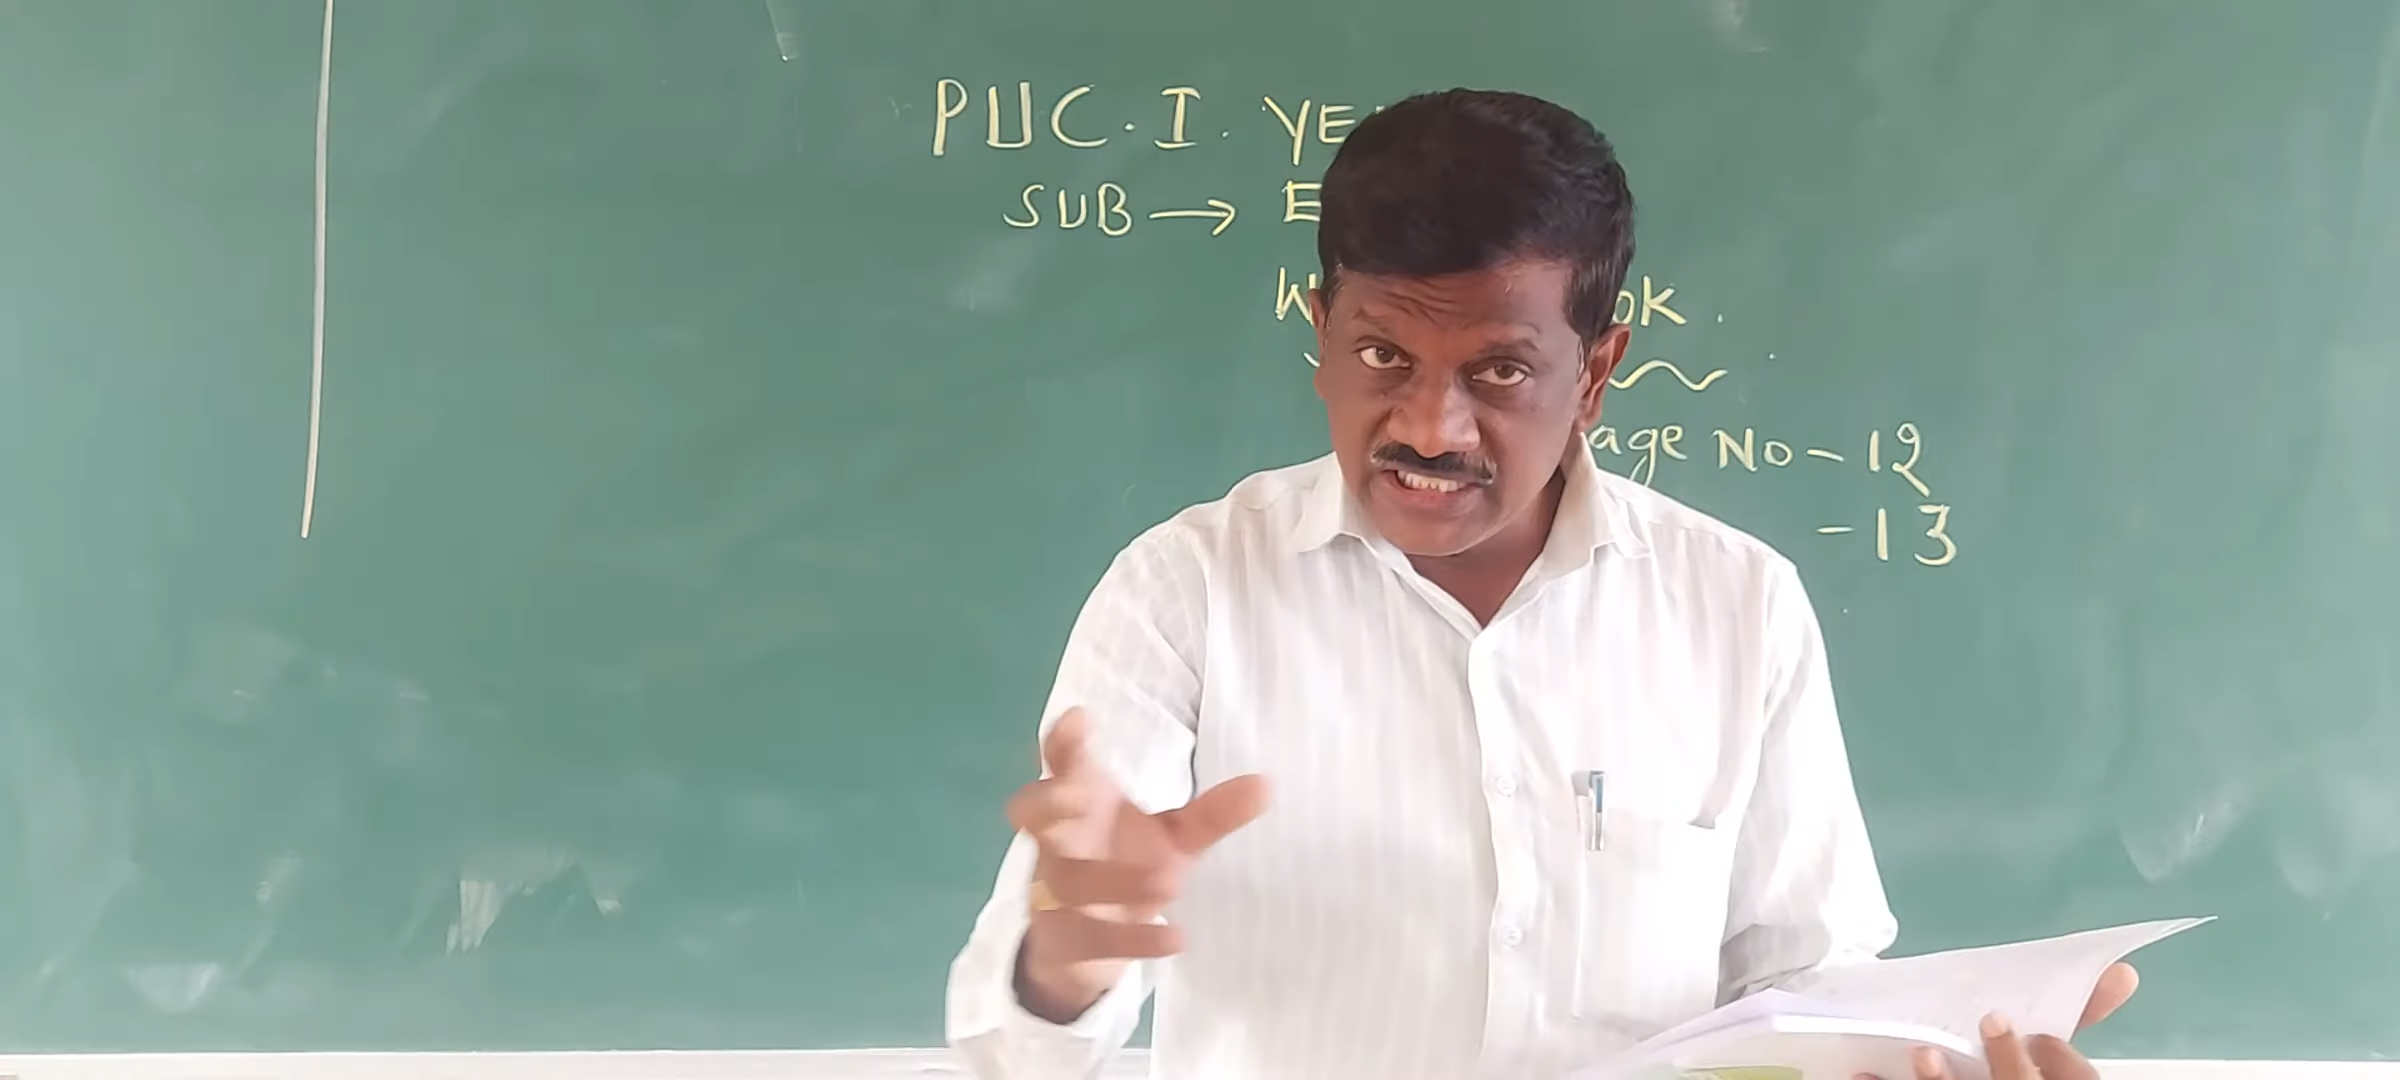 PUC. I. YE
SUB → E
W OK.
age No - 12
- 13